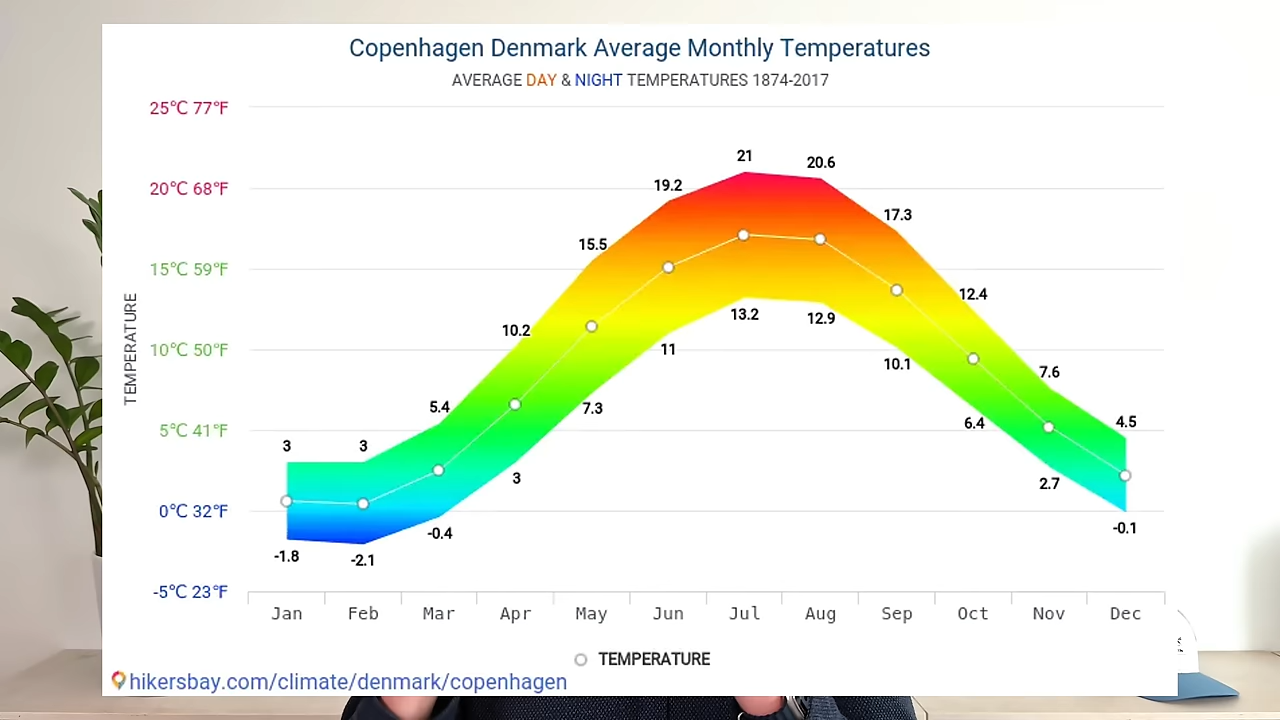 Copenhagen Denmark Average Monthly Temperatures
AVERAGE DAY & NIGHT TEMPERATURES 1874-2017
TEMPERATURE
25℃ 77℉
20℃ 68℉
15℃ 59℉
10℃ 50℉
5℃ 41℉
0℃ 32℉
-5℃ 23℉
3 3 5.4 10.2 15.5 19.2 21 20.6 17.3 12.4 7.6 4.5
-1.8 -2.1 -0.4 3 7.3 11 13.2 12.9 10.1 6.4 2.7 -0.1
Jan Feb Mar Apr May Jun Jul Aug Sep Oct Nov Dec
TEMPERATURE
hikersbay.com/climate/denmark/copenhagen